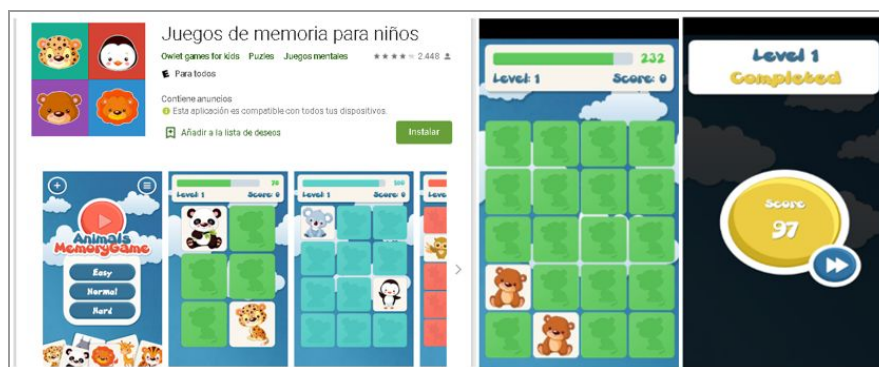 Juegos de memoria para niños
Owlet games for kids Puzles Juegos mentales 2.448
E Para todos
Contiene anuncios
Esta aplicación es compatible con todos tus dispositivos.
Añadir a la lista de deseos
Instalar
Animals
MemoryGame
Easy
Normal
Hard
Level: 1 Score: 0
100
Level: 1 Score: 0
Leve
232
Level: 1 Score: 0
Level 1
Completed
Score
97